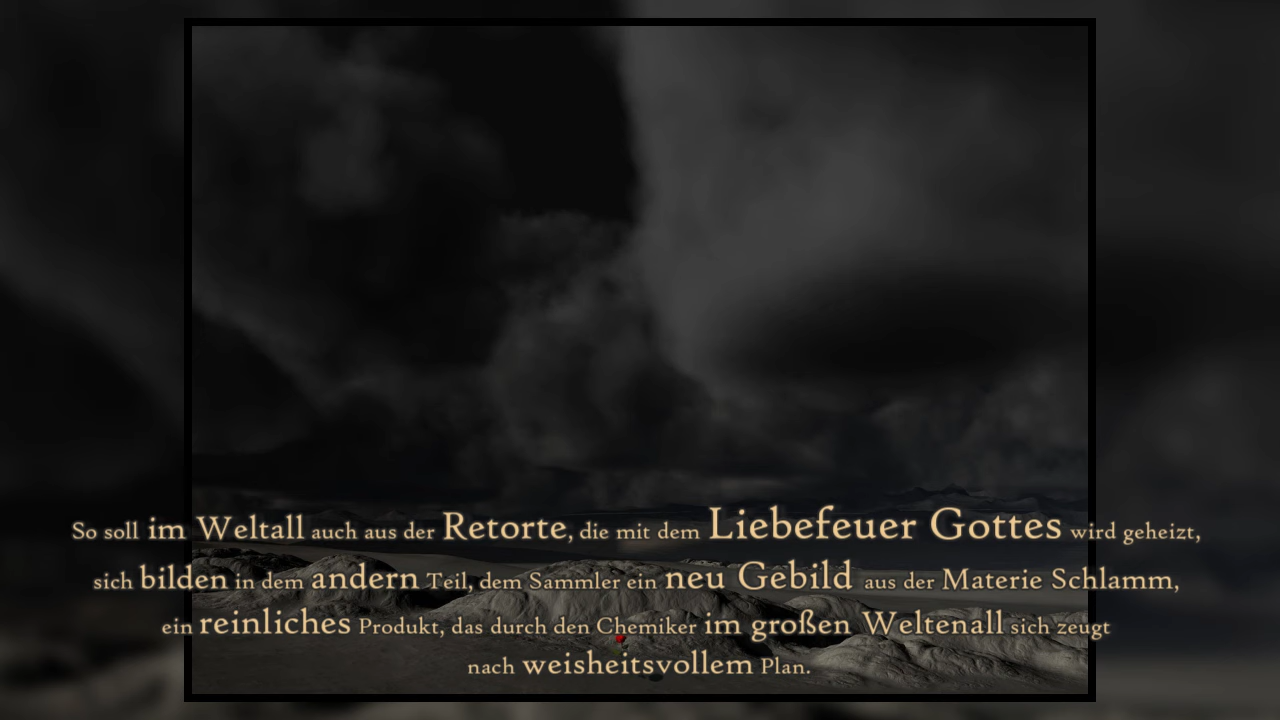 So soll im Weltall auch aus der Retorte, die mit dem Liebefeuer Gottes wird geheizt,
sich bilden in dem andern Teil, dem Sammler ein neu Gebild aus der Materie Schlamm,
ein reinliches Produkt, das durch den Chemiker im großen Weltenall sich zeugt
nach weisheitsvollem Plan.